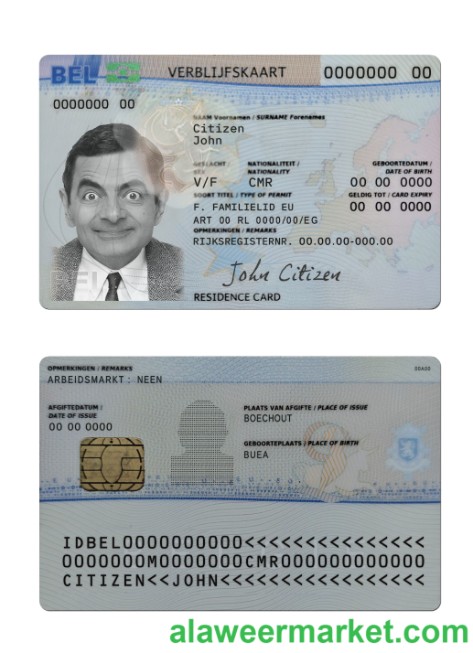 BEL VERBLIJFSKAART 0000000 00
0000000 00
NAAM Voornamen / SURNAME Forenames
Citizen
John
GESLACHT / NATIONALITEIT / GEBOORTEDATUM /
SEX NATIONALITY DATE OF BIRTH
V/F CMR 00 00 0000
SOORT TITEL / TYPE OF PERMIT GELDIG TOT / CARD EXPIRY
F. FAMILIELID EU 00 00 0000
ART 00 RL 0000/00/EG
OPMERKINGEN / REMARKS
RIJKSREGISTERNR. 00.00.00-000.00
John Citizen
BEL
RESIDENCE CARD
OPMERKINGEN / REMARKS
ARBEIDSMARKT : NEEN
AFGIFTEDATUM / PLAATS VAN AFGIFTE / PLACE OF ISSUE
DATE OF ISSUE BOECHOUT
00 00 0000
GEBOORTEPLAATS / PLACE OF BIRTH
BUEA
IDBELOOOOOOOOOO<<<<<<<<<<<<<<<
OOOOOOOMOOOOOOOCMROOOOOOOOOOOO
CITIZEN<<JOHN<<<<<<<<<<<<<<<<<
alaweermarket.com